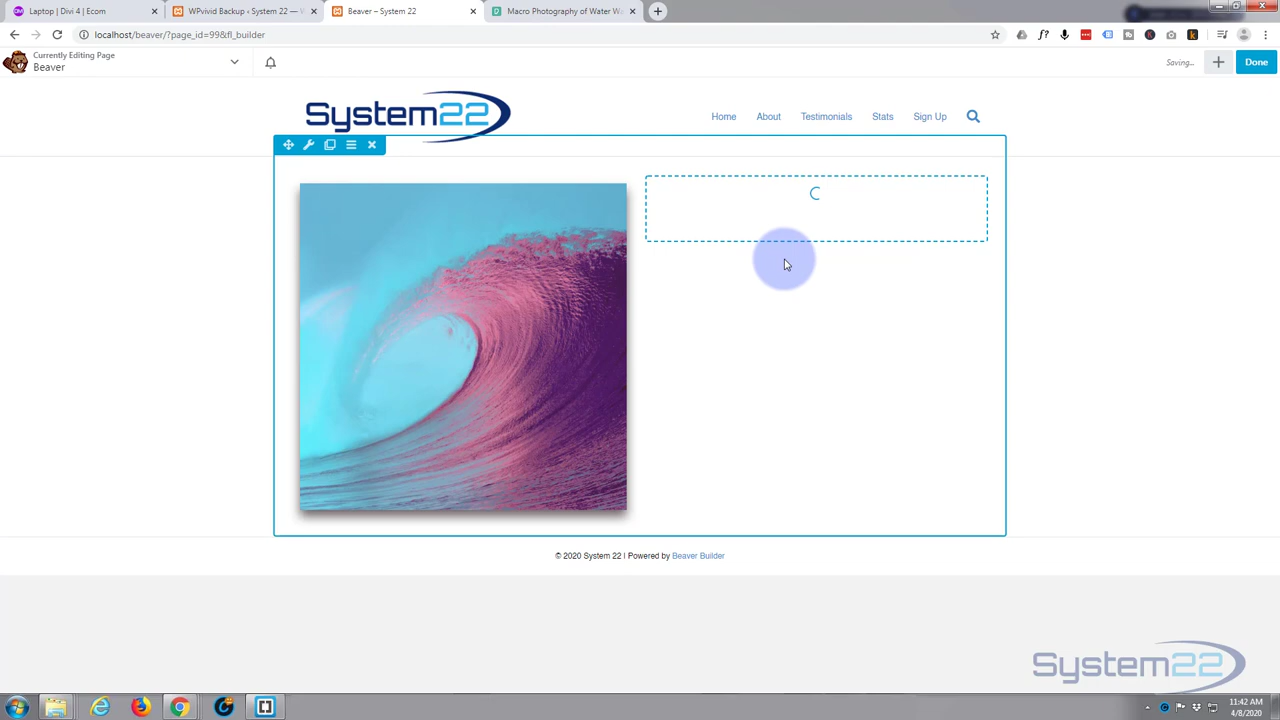 Laptop | Divi 4 | Ecom
WPvivid Backup ‹ System 22 — W
Beaver – System 22
Macro Photography of Water Wa
localhost/beaver/?page_id=99&fl_builder
Currently Editing Page
Beaver
Saving...
Done
System22
Home
About
Testimonials
Stats
Sign Up
© 2020 System 22 | Powered by Beaver Builder
System22
11:42 AM
4/8/2020